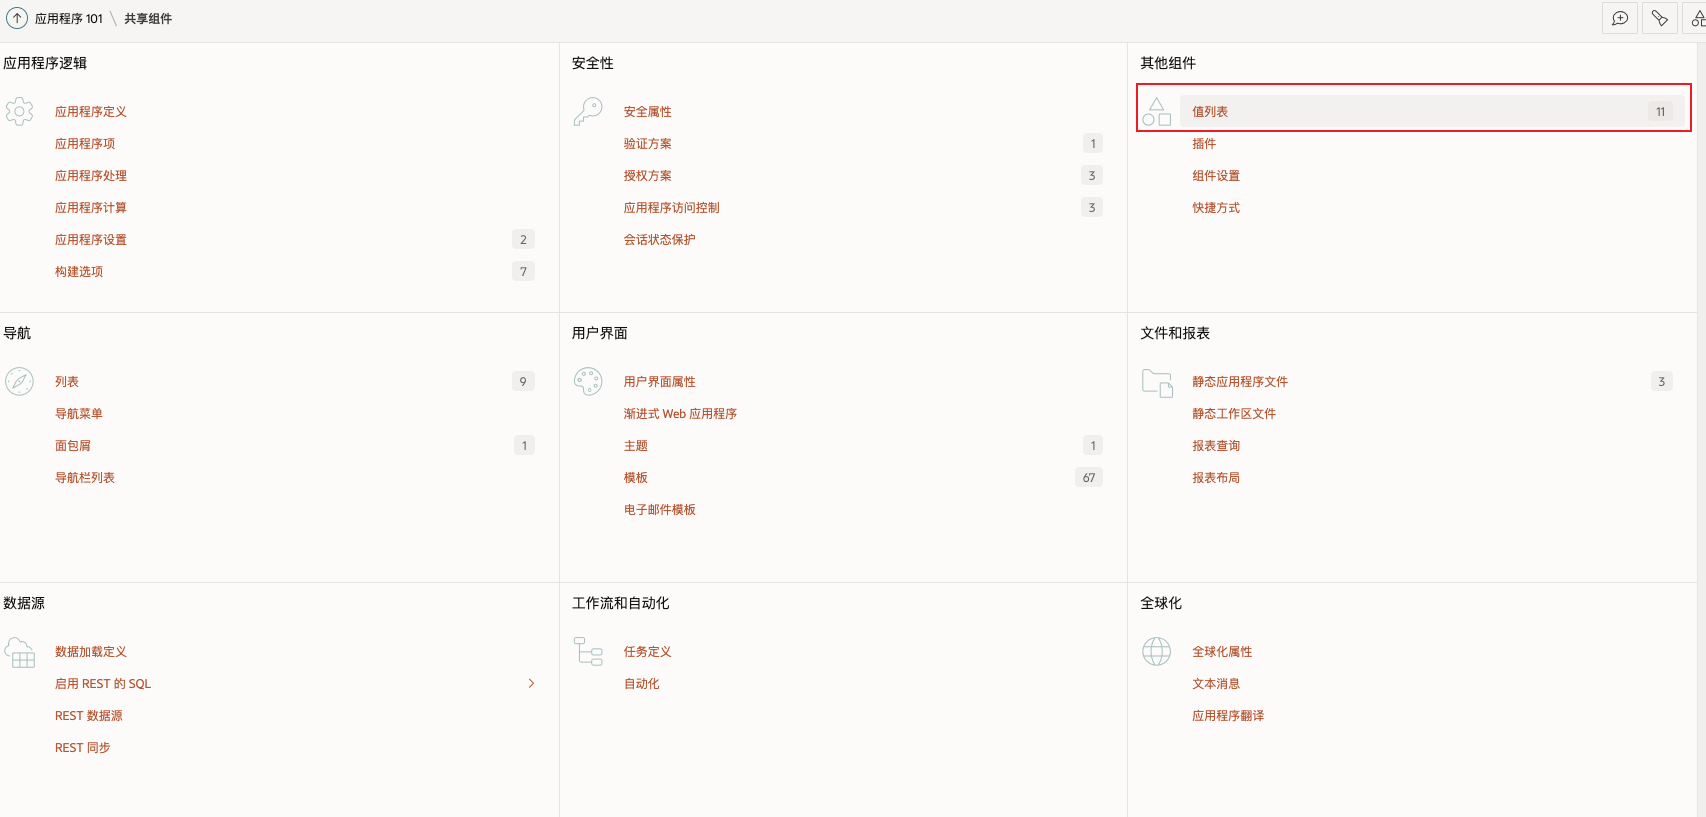 应用程序 101 \ 共享组件
应用程序逻辑
应用程序定义
应用程序项
应用程序处理
应用程序计算
应用程序设置 2
构建选项 7
安全性
安全属性
验证方案 1
授权方案 3
应用程序访问控制 3
会话状态保护
其他组件
值列表 11
插件
组件设置
快捷方式
导航
列表 9
导航菜单
面包屑 1
导航栏列表
用户界面
用户界面属性
渐进式 Web 应用程序
主题 1
模板 67
电子邮件模板
文件和报表
静态应用程序文件 3
静态工作区文件
报表查询
报表布局
数据源
数据加载定义
启用 REST 的 SQL
REST 数据源
REST 同步
工作流和自动化
任务定义
自动化
全球化
全球化属性
文本消息
应用程序翻译